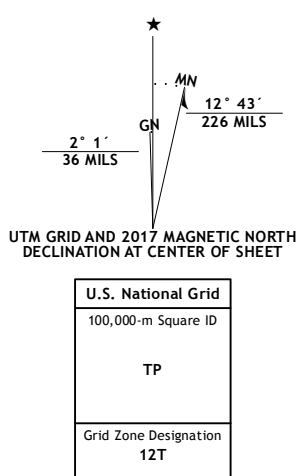 ★
MN
GN
12° 43´
226 MILS
2° 1´
36 MILS
UTM GRID AND 2017 MAGNETIC NORTH
DECLINATION AT CENTER OF SHEET
U.S. National Grid
100,000-m Square ID
TP
Grid Zone Designation
12T